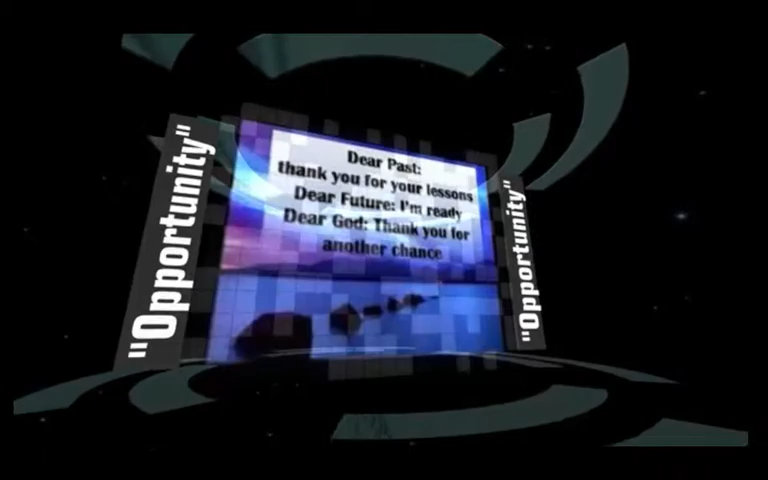 "Opportunity"
Dear Past:
thank you for your lessons
Dear Future: I'm ready
Dear God: Thank you for
another chance
"Opportunity"